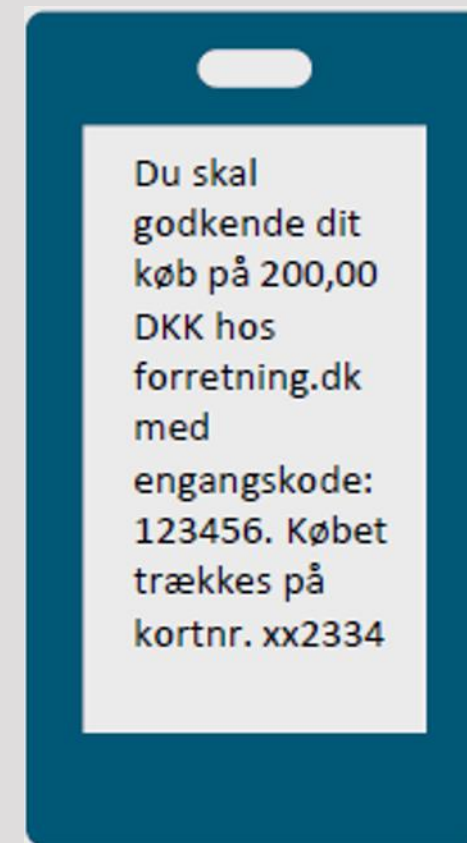 Du skal
godkende dit
køb på 200,00
DKK hos
forretning.dk
med
engangskode:
123456. Købet
trækkes på
kortnr. xx2334